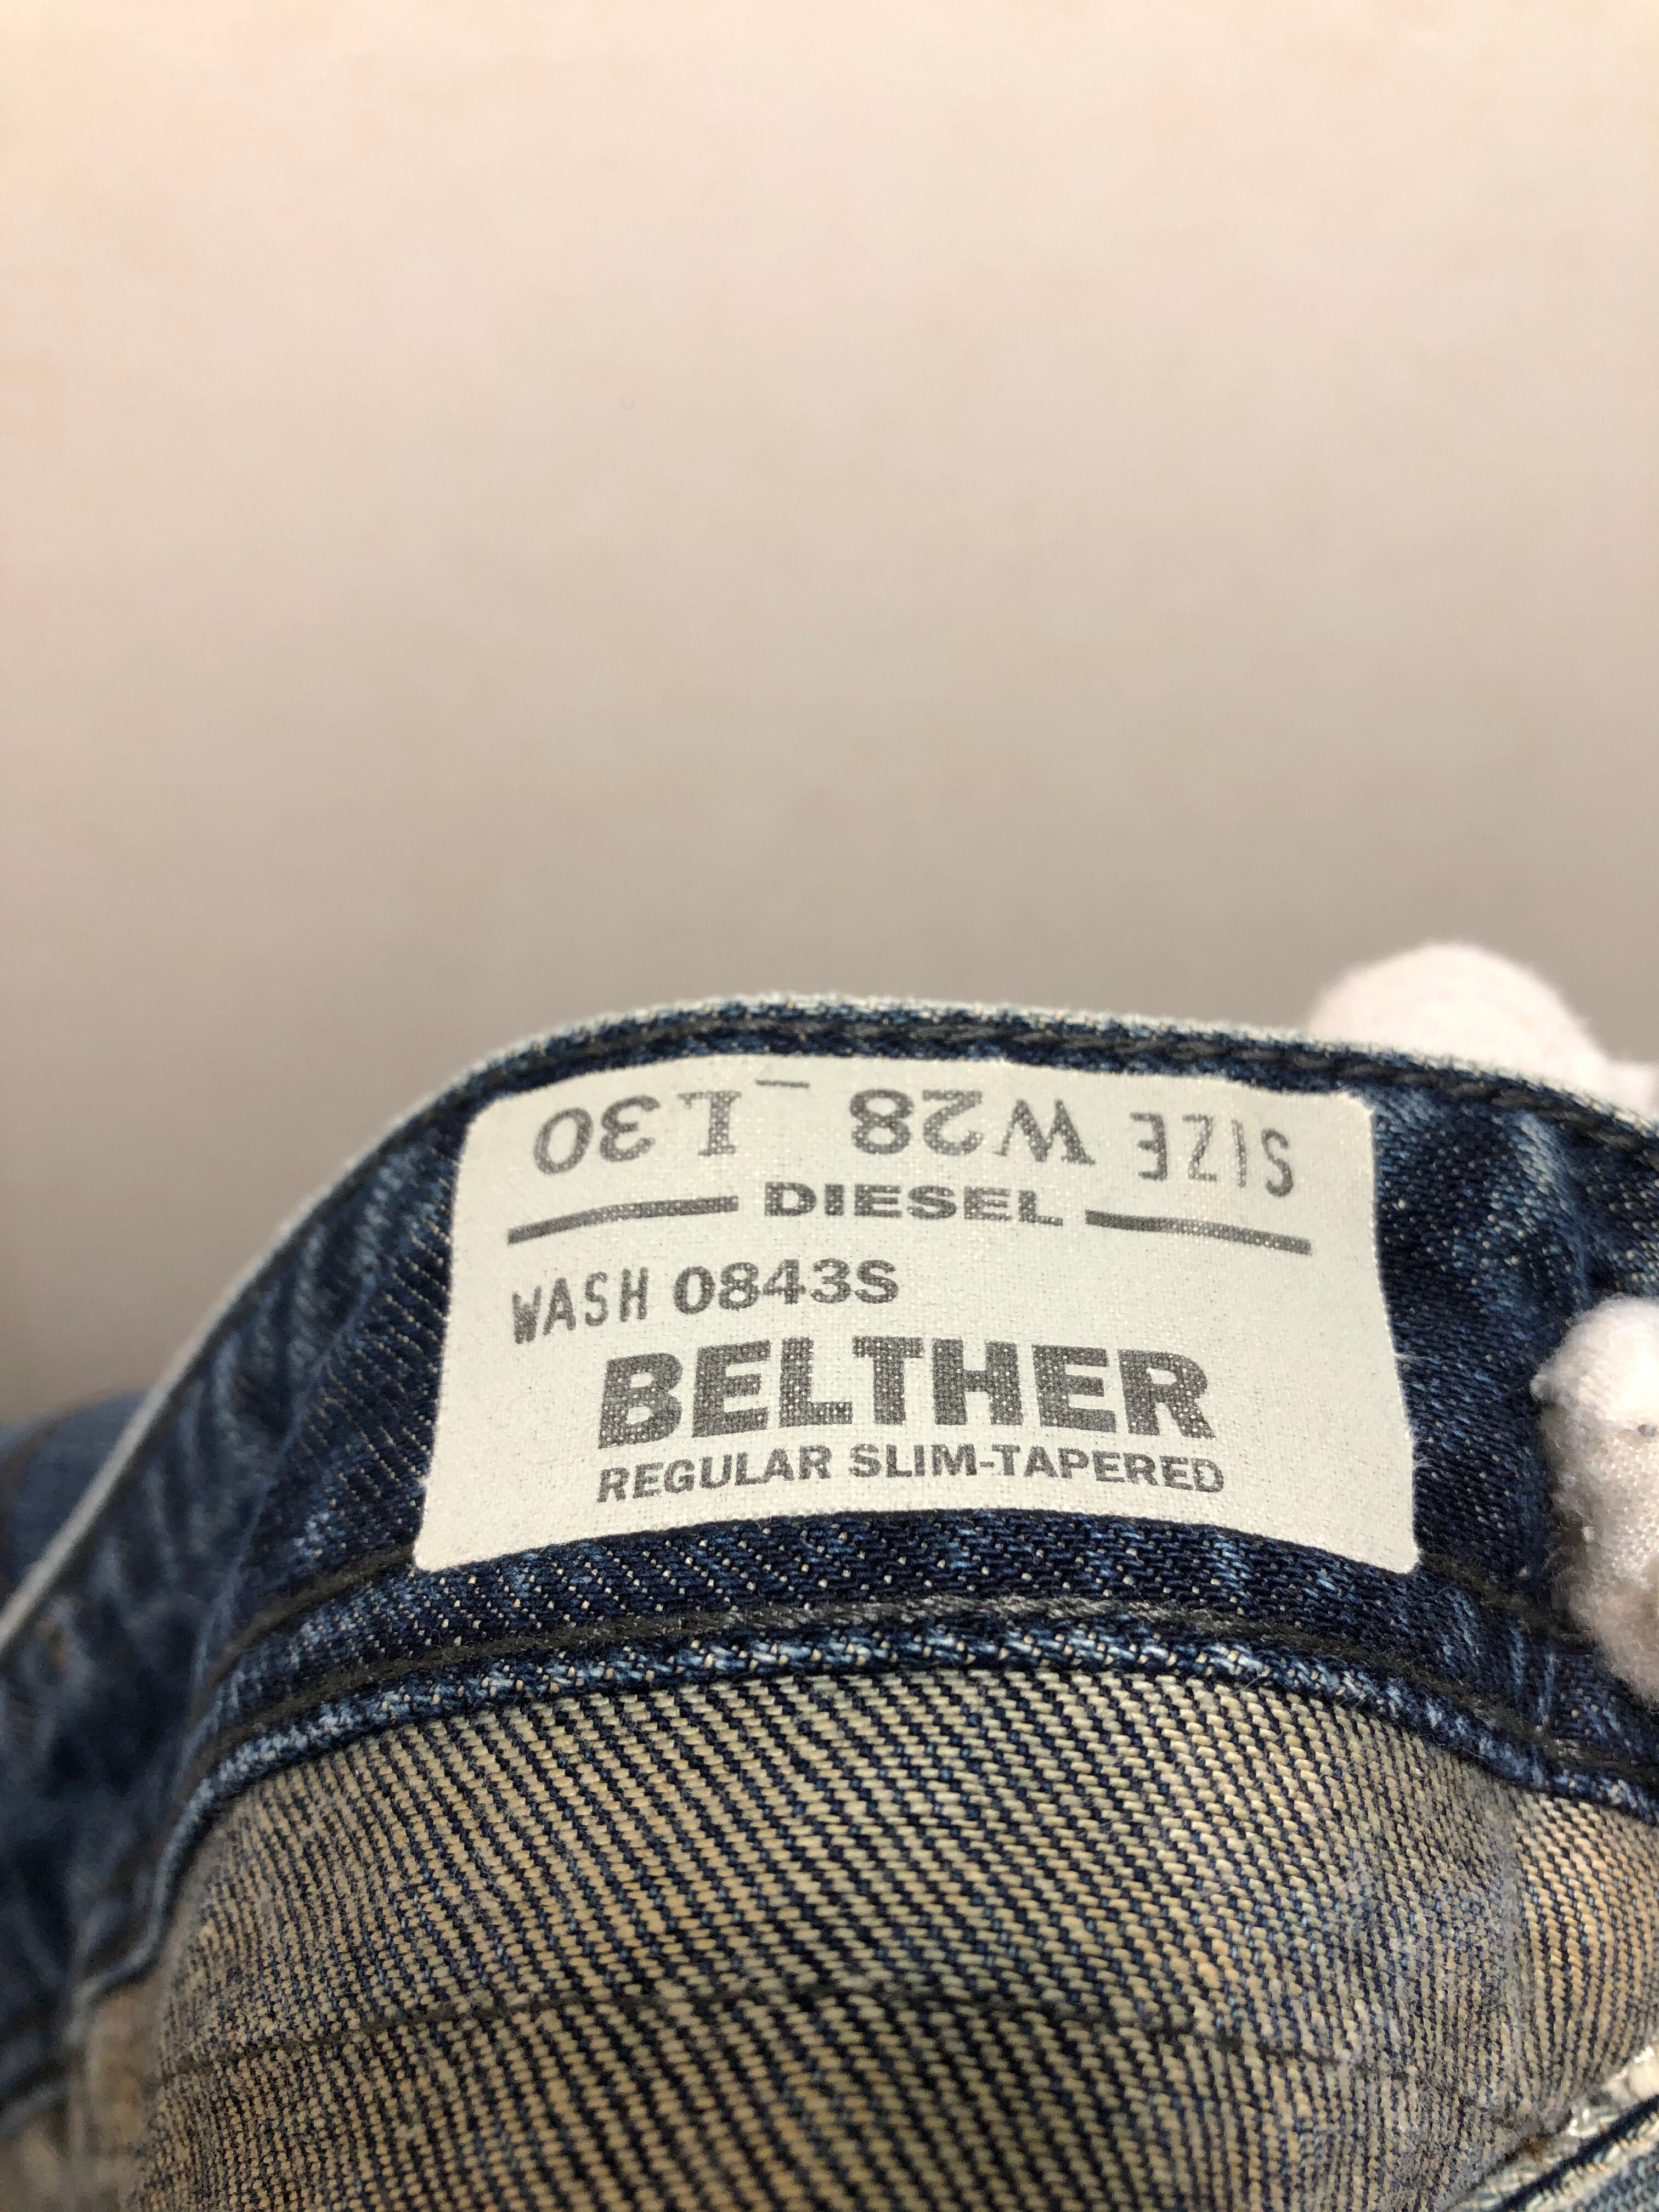 SIZE W28 L30
DIESEL
WASH 0843S
BELTHER
REGULAR SLIM-TAPERED